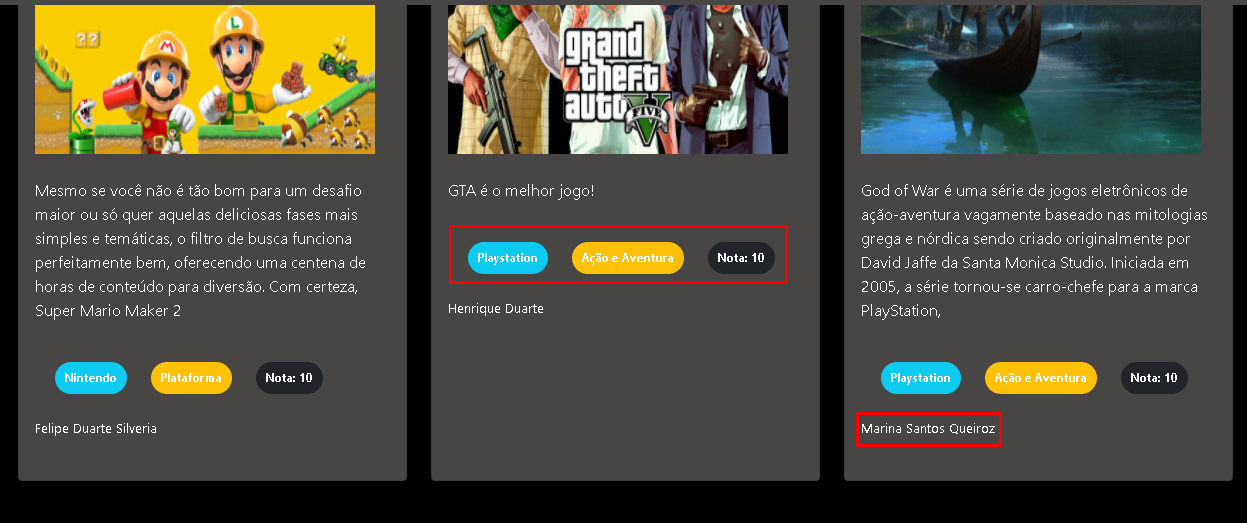 ??
M
L
Mesmo se você não é tão bom para um desafio
maior ou só quer aquelas deliciosas fases mais
simples e temáticas, o filtro de busca funciona
perfeitamente bem, oferecendo uma centena de
horas de conteúdo para diversão. Com certeza,
Super Mario Maker 2
Nintendo Plataforma Nota: 10
Felipe Duarte Silveria
grand
theft
auto
V
FIVE
GTA é o melhor jogo!
Playstation Ação e Aventura Nota: 10
Henrique Duarte
God of War é uma série de jogos eletrônicos de
ação-aventura vagamente baseado nas mitologias
grega e nórdica sendo criado originalmente por
David Jaffe da Santa Monica Studio. Iniciada em
2005, a série tornou-se carro-chefe para a marca
PlayStation,
Playstation Ação e Aventura Nota: 10
Marina Santos Queiroz